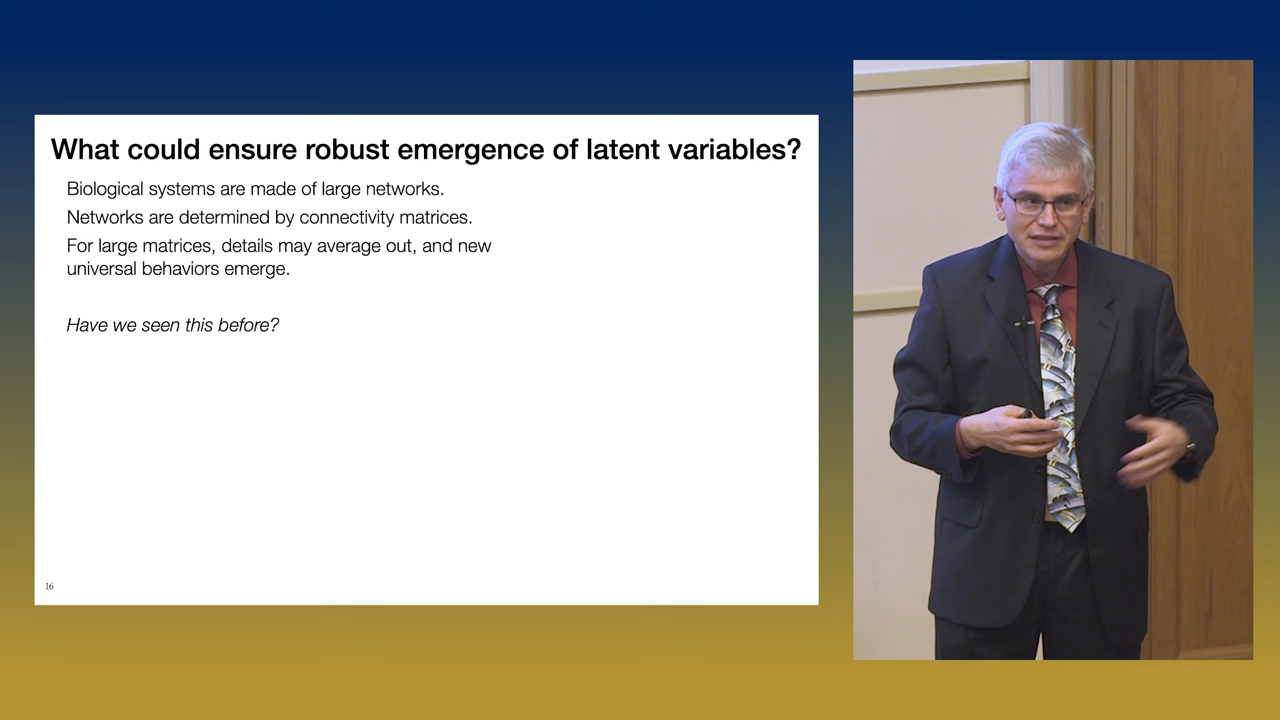 What could ensure robust emergence of latent variables?
Biological systems are made of large networks.
Networks are determined by connectivity matrices.
For large matrices, details may average out, and new
universal behaviors emerge.
Have we seen this before?
16